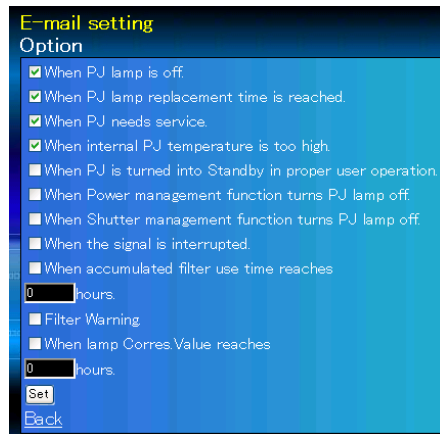 E-mail setting
Option
When PJ lamp is off.
When PJ lamp replacement time is reached.
When PJ needs service.
When internal PJ temperature is too high.
When PJ is turned into Standby in proper user operation.
When Power management function turns PJ lamp off.
When Shutter management function turns PJ lamp off.
When the signal is interrupted.
When accumulated filter use time reaches
0 hours.
Filter Warning.
When lamp Corres.Value reaches
0 hours.
Set
Back